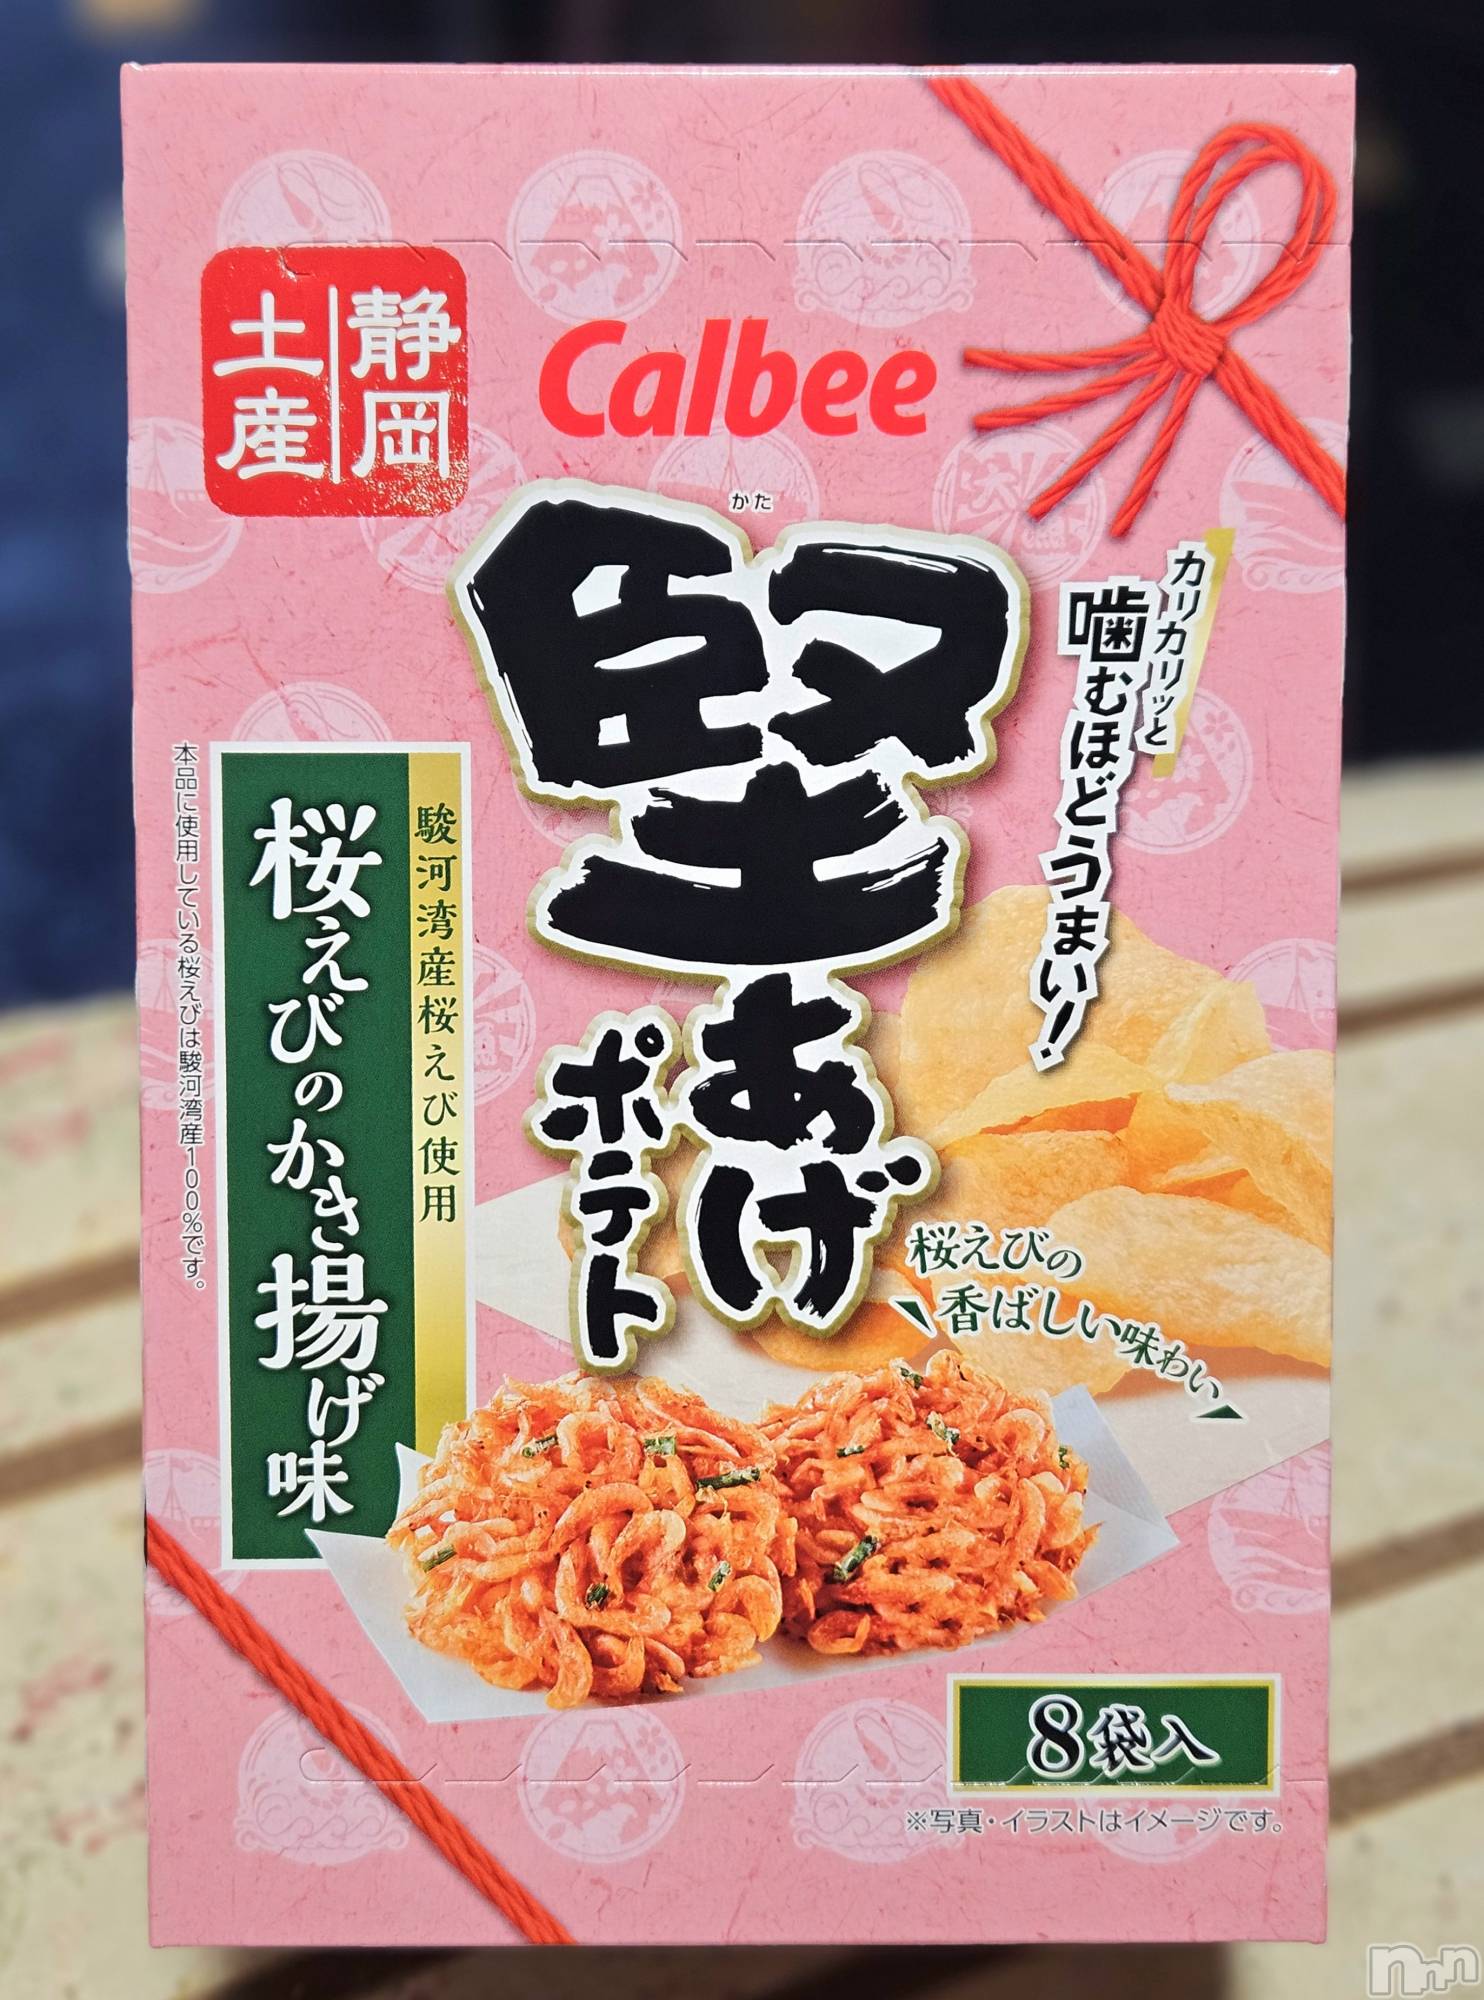 静岡
土産
Calbee
かた
堅あげ
ポテト
カリカリッと
噛むほどうまい！
駿河湾産桜えび使用
桜えびのかき揚げ味
本品に使用している桜えびは駿河湾産100%です。
桜えびの
香ばしい味わい
8袋入
※写真・イラストはイメージです。
nnn